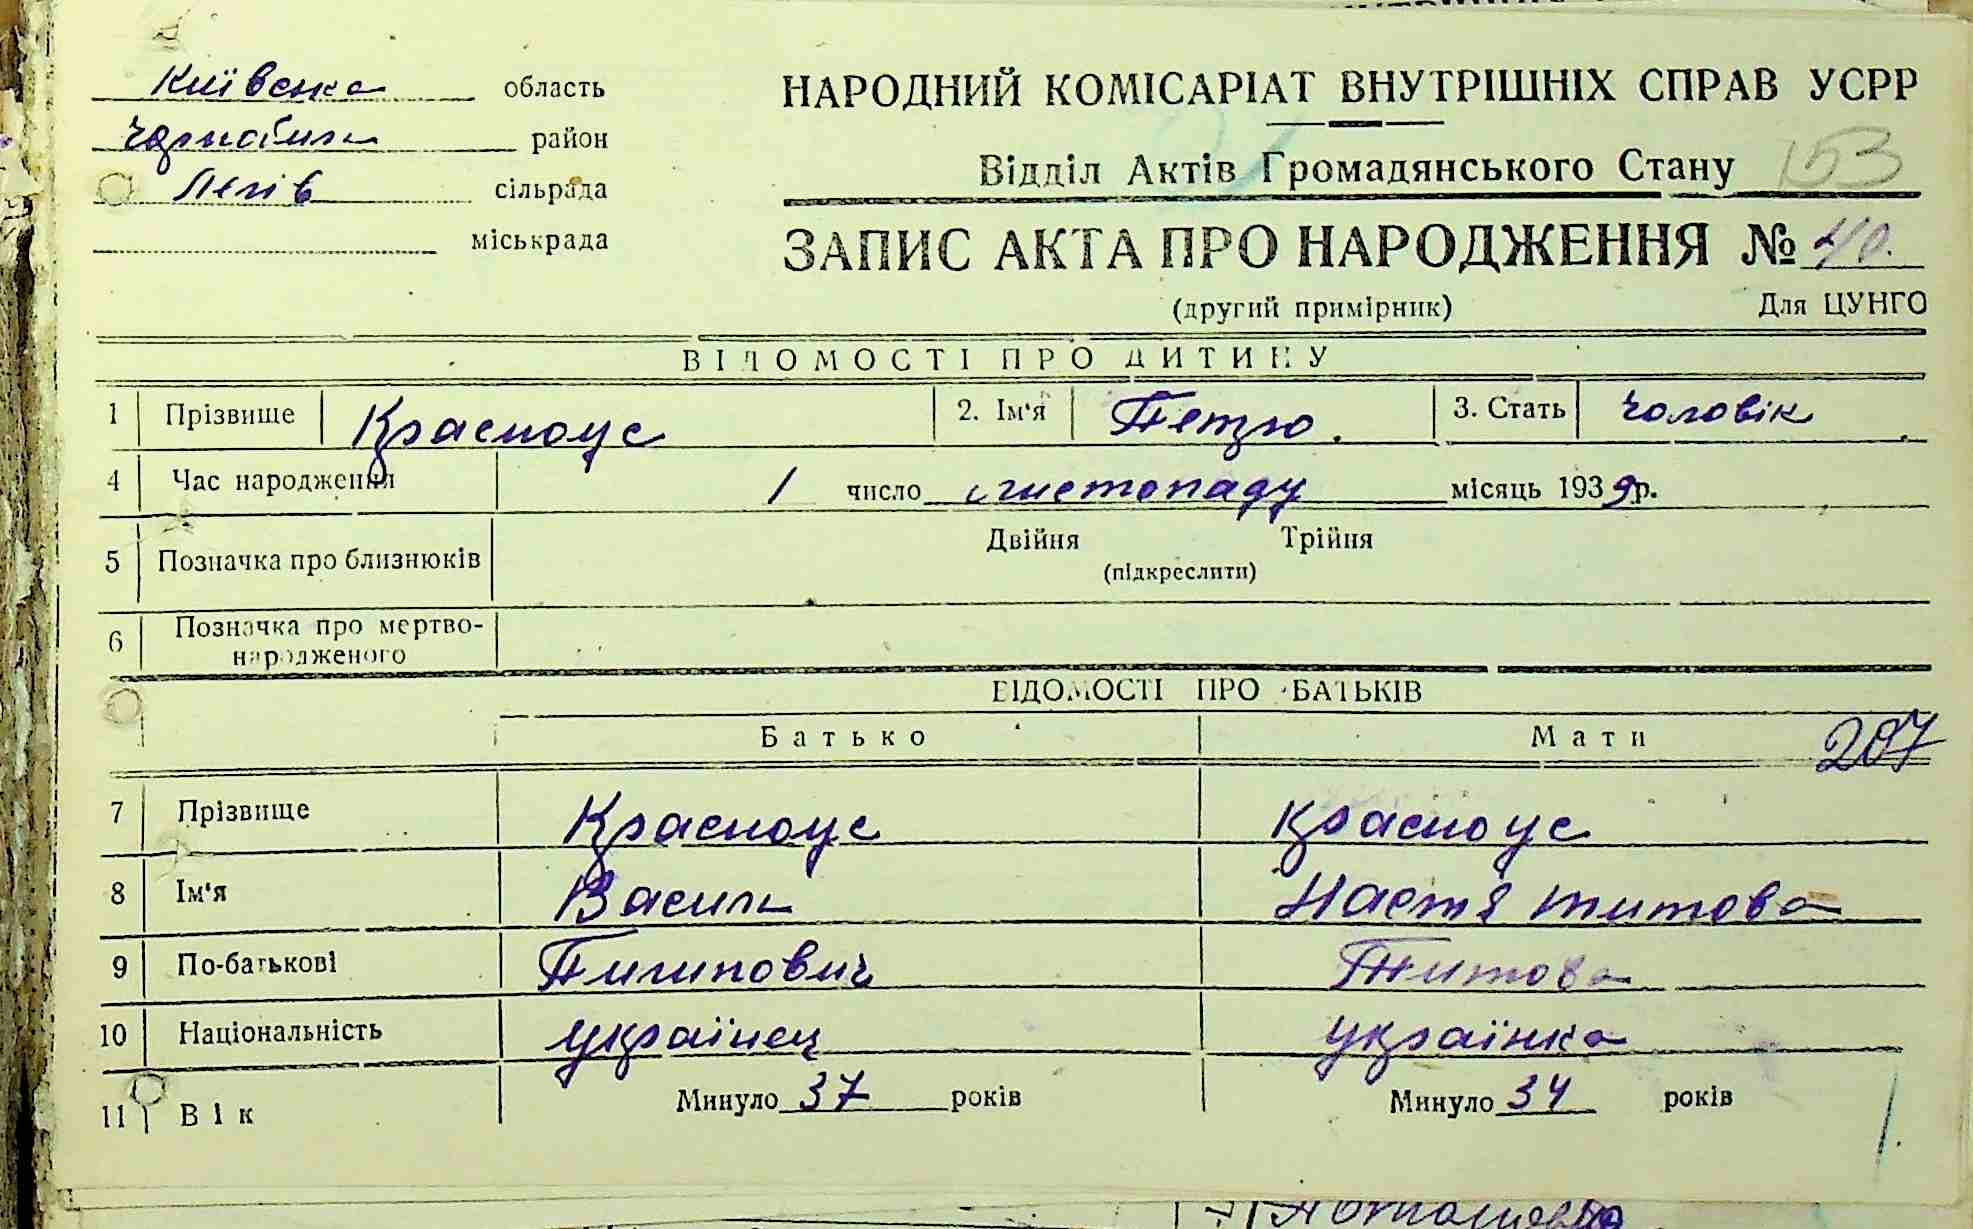 Київська область
Чорнобиль район
Лелів сільрада
міськрада
НАРОДНИЙ КОМІСАРІАТ ВНУТРІШНІХ СПРАВ УСРР
Відділ Актів Громадянського Стану 153
ЗАПИС АКТА ПРО НАРОДЖЕННЯ № 40.
(другий примірник) Для ЦУНГО
ВІДОМОСТІ ПРО ДИТИНУ
1 Прізвище Красноус 2. Ім'я Петро. 3. Стать чоловік
4 Час народження 1 число листопаду місяць 1939р.
5 Позначка про близнюків Двійня Трійня
(підкреслити)
6 Позначка про мертво-
народженого
ВІДОМОСТІ ПРО БАТЬКІВ
Батько Мати 207
7 Прізвище Красноус Красноус
8 Ім'я Василь Настя титова
9 По-батькові Пилипович Титова
10 Національність українец українка
11 Вік Минуло 37 років Минуло 34 років